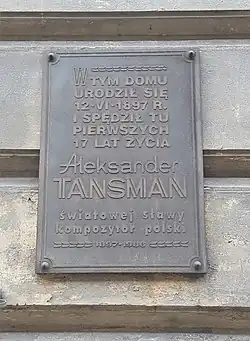 W TYM DOMU
URODZIŁ SIĘ
12-VI-1897 R.
I SPĘDZIŁ TU
PIERWSZYCH
17 LAT ŻYCIA
Aleksander
TANSMAN
światowej sławy
kompozytor polski
1897-1986